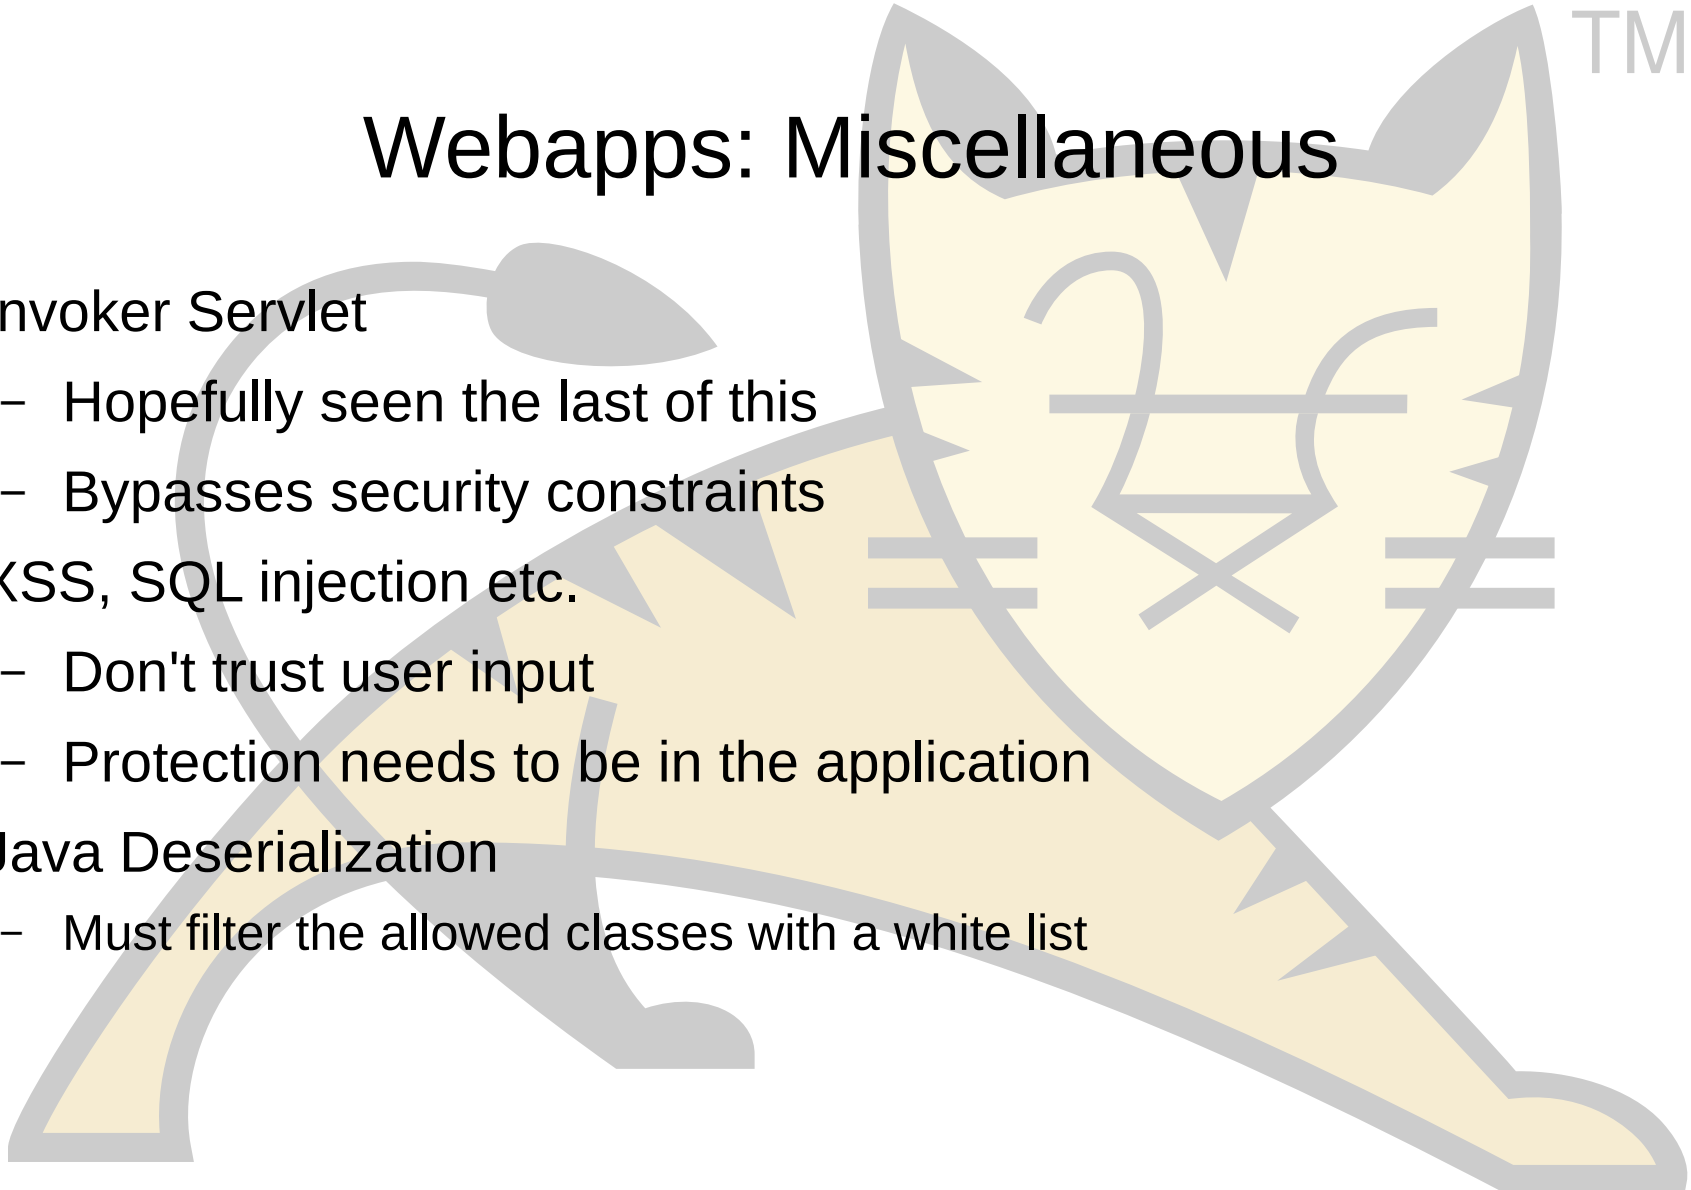 TM
Webapps: Miscellaneous
nvoker Servlet
– Hopefully seen the last of this
– Bypasses security constraints
XSS, SQL injection etc.
– Don't trust user input
– Protection needs to be in the application
Java Deserialization
– Must filter the allowed classes with a white list